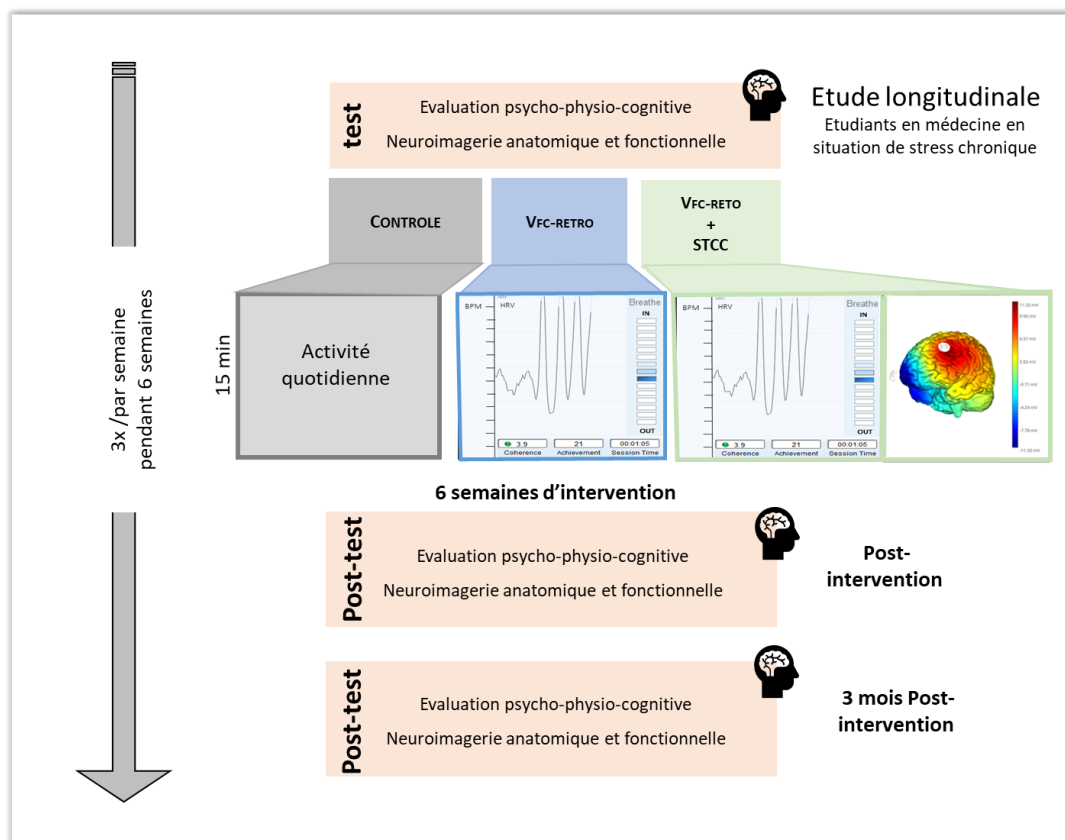 test
Evaluation psycho-physio-cognitive
Neuroimagerie anatomique et fonctionnelle
Etude longitudinale
Etudiants en médecine en
situation de stress chronique
CONTROLE
VFC-RETRO
VFC-RETO
+
STCC
3x /par semaine
pendant 6 semaines
15 min
Activité
quotidienne
BPM
HRV
Breathe
IN
OUT
3.9
21
00:01:05
Coherence
Achievement
Session Time
BPM
HRV
Breathe
IN
OUT
3.9
21
00:01:05
Coherence
Achievement
Session Time
6 semaines d'intervention
Post-test
Evaluation psycho-physio-cognitive
Neuroimagerie anatomique et fonctionnelle
Post-
intervention
Post-test
Evaluation psycho-physio-cognitive
Neuroimagerie anatomique et fonctionnelle
3 mois Post-
intervention